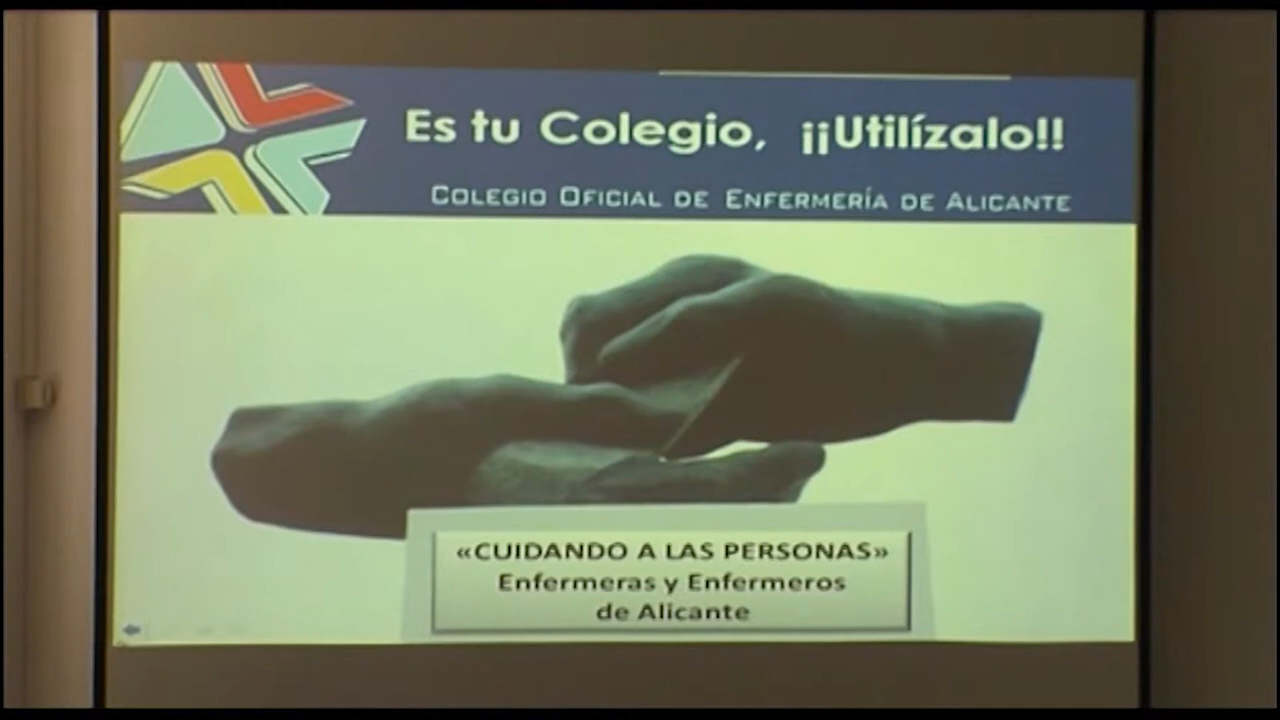 Es tu Colegio, ¡¡Utilízalo!!
Colegio Oficial de Enfermería de Alicante
«CUIDANDO A LAS PERSONAS»
Enfermeras y Enfermeros
de Alicante